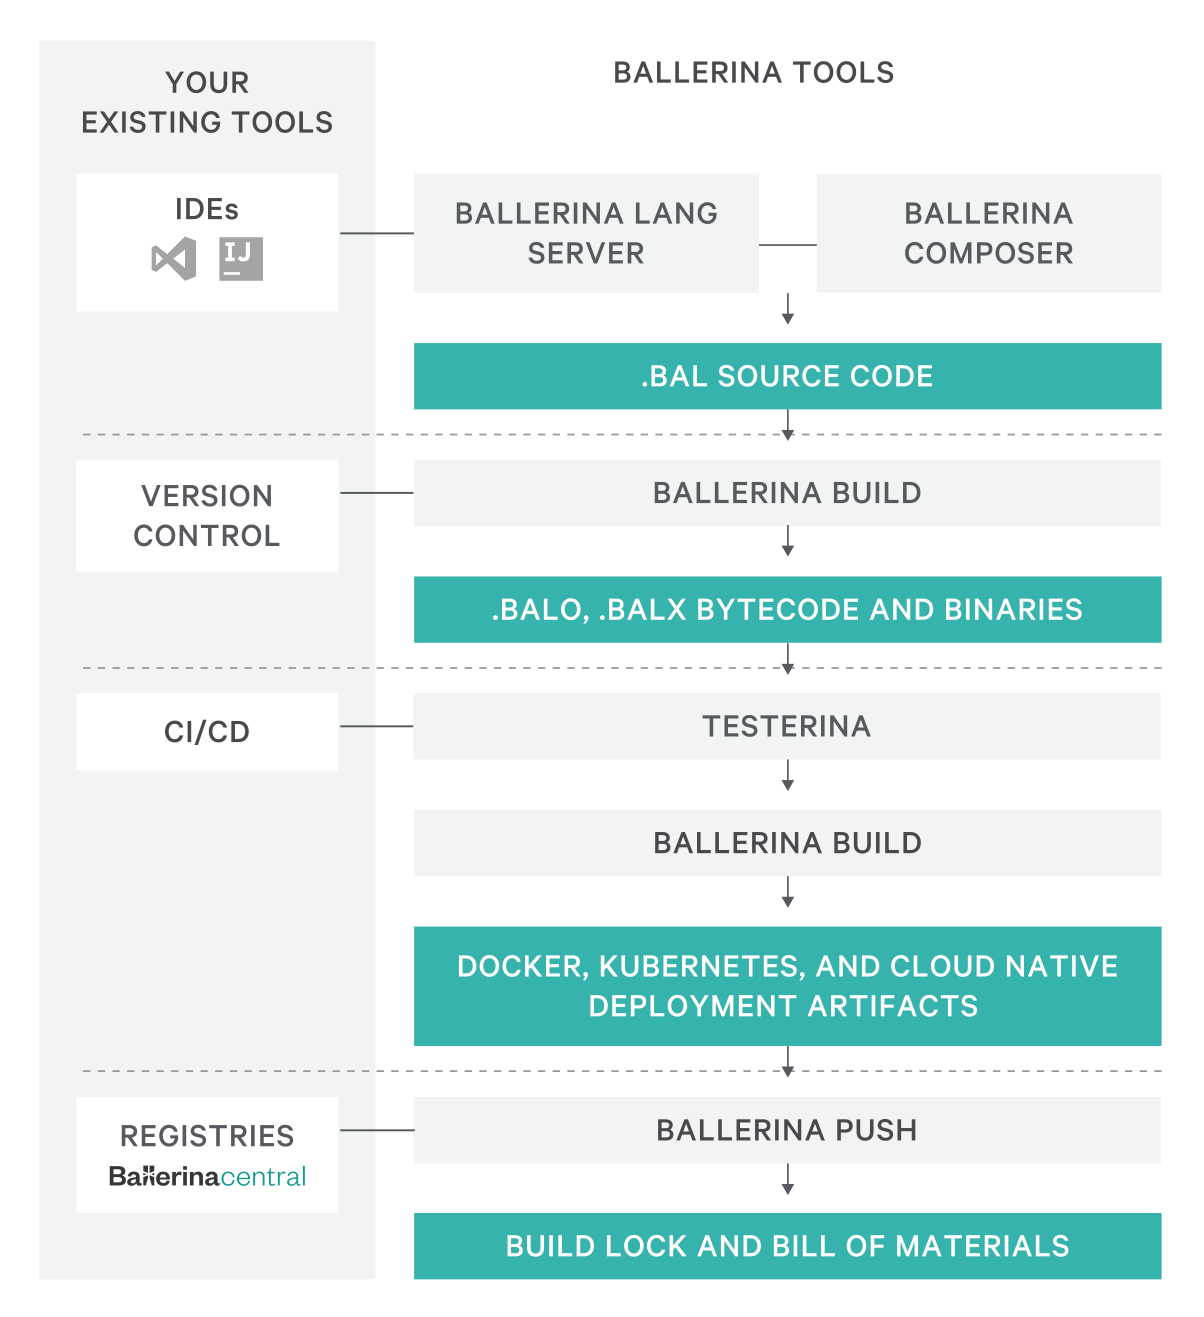 YOUR
EXISTING TOOLS
BALLERINA TOOLS
IDEs
IJ
BALLERINA LANG
SERVER
BALLERINA
COMPOSER
.BAL SOURCE CODE
VERSION
CONTROL
BALLERINA BUILD
.BALO, .BALX BYTECODE AND BINARIES
CI/CD
TESTERINA
BALLERINA BUILD
DOCKER, KUBERNETES, AND CLOUD NATIVE
DEPLOYMENT ARTIFACTS
REGISTRIES
Ballerinacentral
BALLERINA PUSH
BUILD LOCK AND BILL OF MATERIALS